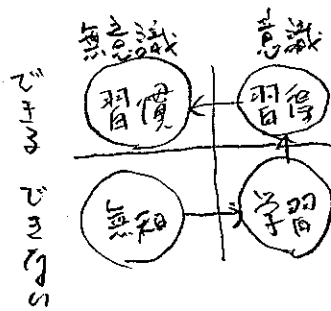 無意識 意識
できる
習慣 習得
できない
無知 学習